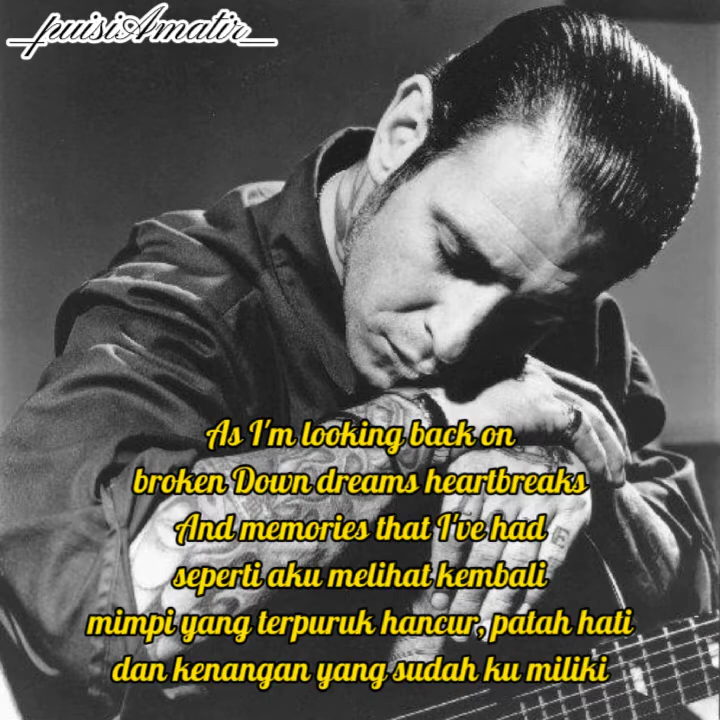 _puisiAmatir_
As I'm looking back on
broken Down dreams heartbreaks
And memories that I've had
seperti aku melihat kembali
mimpi yang terpuruk hancur, patah hati
dan kenangan yang sudah ku miliki